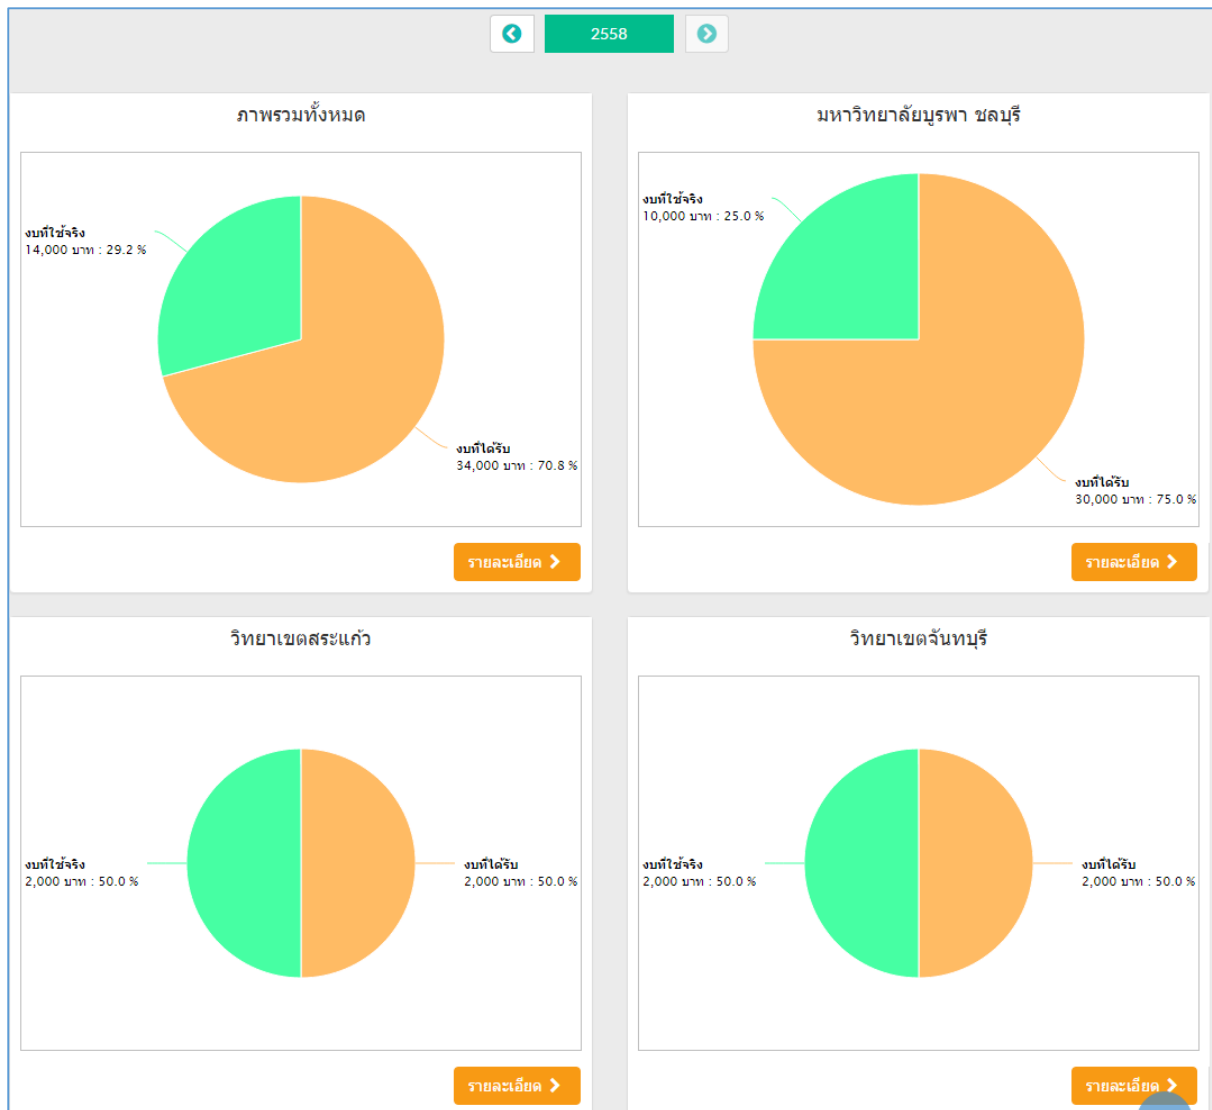 2558
ภาพรวมทั้งหมด
งบที่ใช้จริง
14,000 บาท : 29.2 %
งบที่ได้รับ
34,000 บาท : 70.8 %
รายละเอียด
มหาวิทยาลัยบูรพา ชลบุรี
งบที่ใช้จริง
10,000 บาท : 25.0 %
งบที่ได้รับ
30,000 บาท : 75.0 %
รายละเอียด
วิทยาเขตสระแก้ว
งบที่ใช้จริง
2,000 บาท : 50.0 %
งบที่ได้รับ
2,000 บาท : 50.0 %
รายละเอียด
วิทยาเขตจันทบุรี
งบที่ใช้จริง
2,000 บาท : 50.0 %
งบที่ได้รับ
2,000 บาท : 50.0 %
รายละเอียด